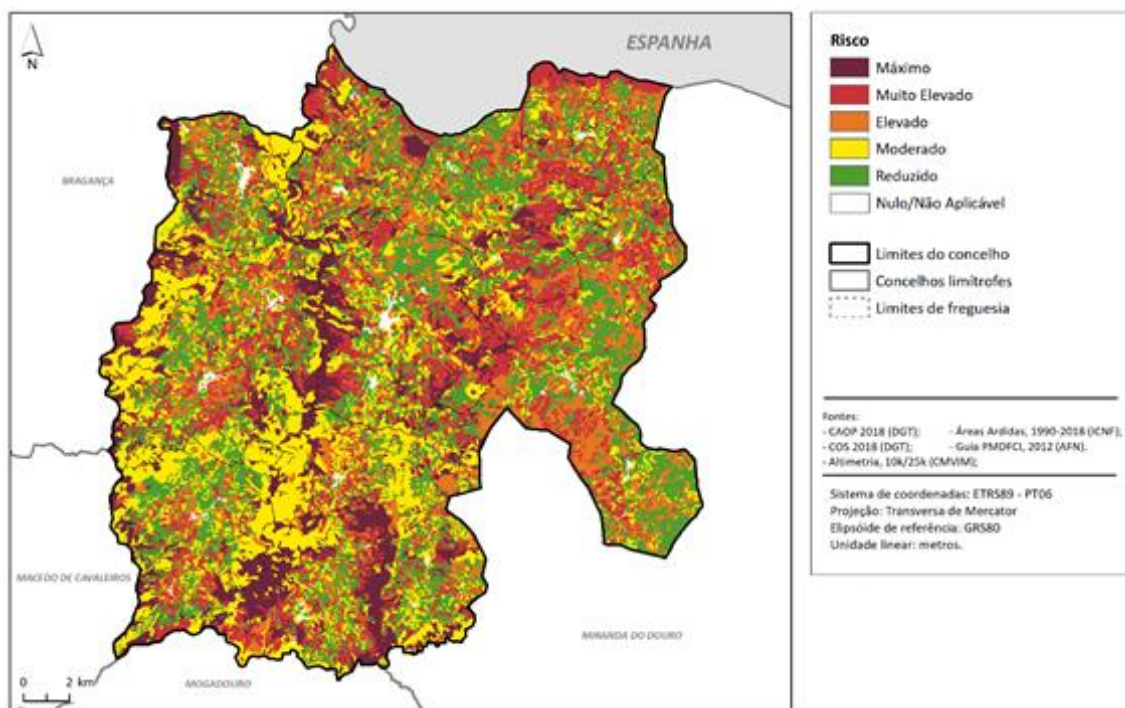 ESPANHA
N
BRAGANÇA
MACEDO DE CAVALEIROS
MIRANDA DO DOURO
MOGADOURO
0 2 km
Risco
Máximo
Muito Elevado
Elevado
Moderado
Reduzido
Nulo/Não Aplicável
Limites do concelho
Concelhos limítrofes
Limites de freguesia
Fontes:
- CAOP 2018 (DGT); - Áreas Ardidas, 1990-2018 (ICNF);
- COS 2018 (DGT); - Guia PMDFCI, 2012 (AFN).
- Altimetria, 10k/25k (CMVIM);
Sistema de coordenadas: ETRS89 - PT06
Projeção: Transversa de Mercator
Elipsóide de referência: GRS80
Unidade linear: metros.